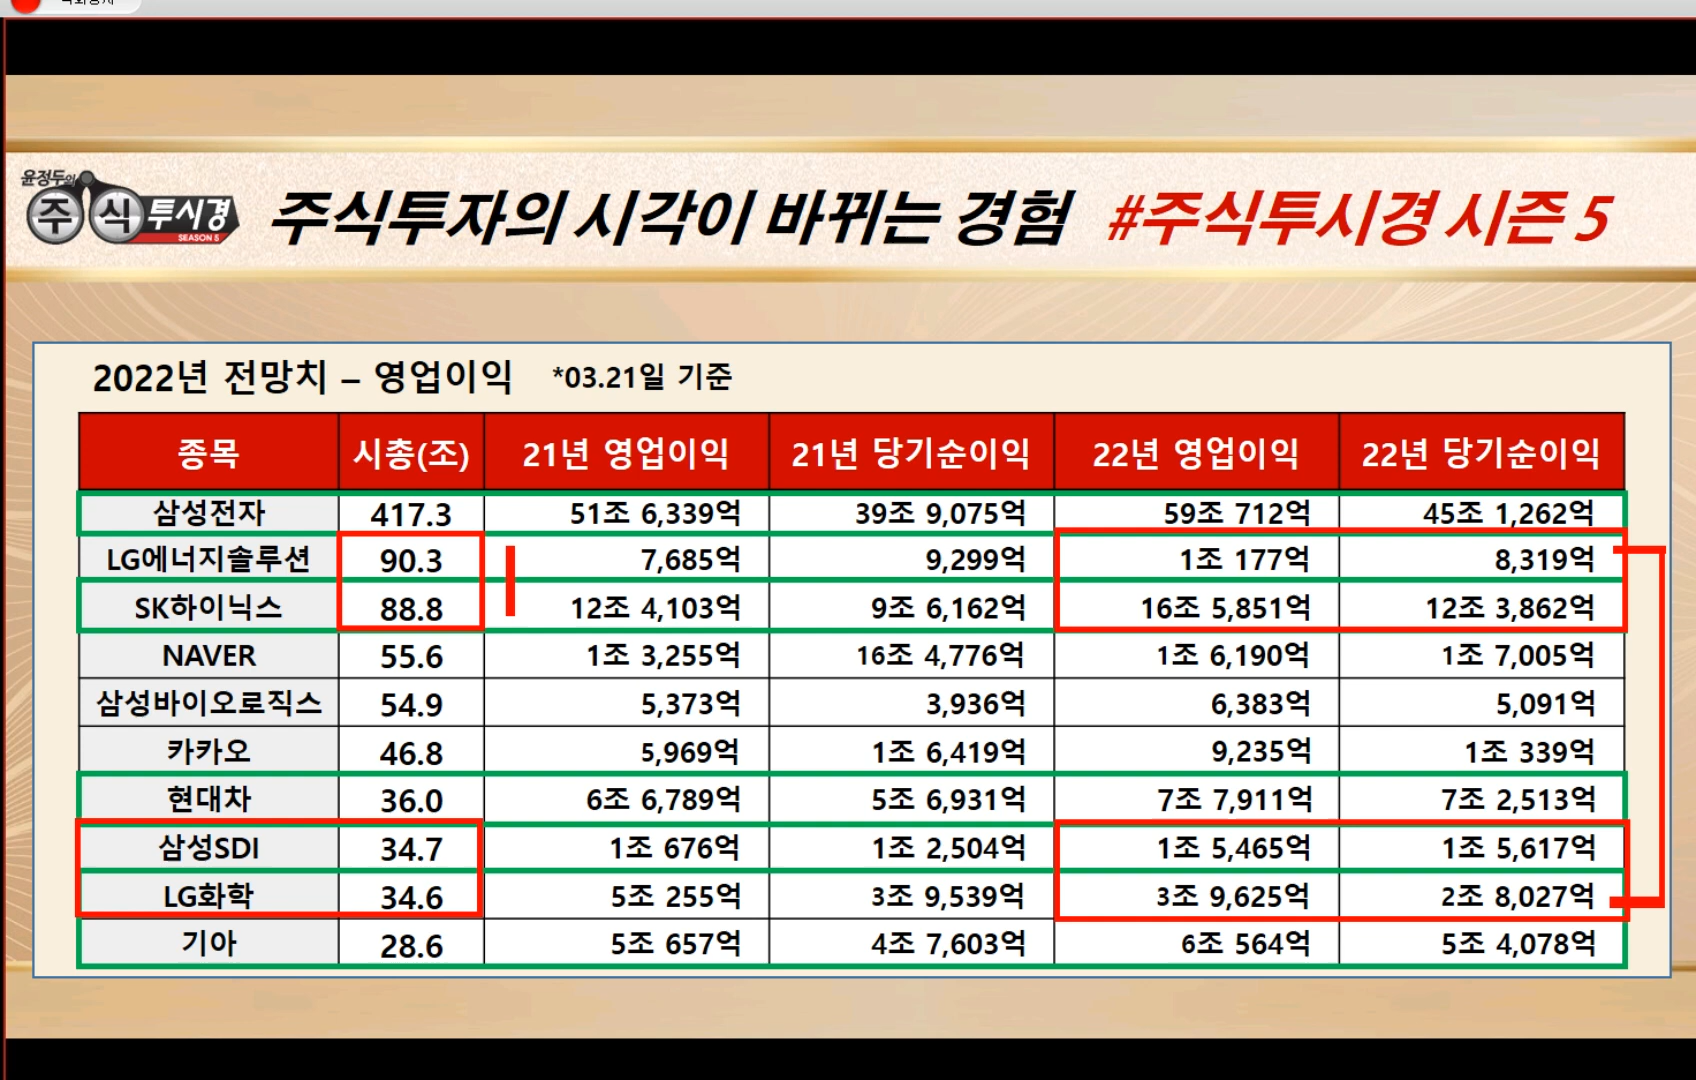 윤정두의
주식투시경
SEASON 5
주식투자의 시각이 바뀌는 경험 #주식투시경 시즌 5
2022년 전망치 – 영업이익 *03.21일 기준
종목 시총(조) 21년 영업이익 21년 당기순이익 22년 영업이익 22년 당기순이익
삼성전자 417.3 51조 6,339억 39조 9,075억 59조 712억 45조 1,262억
LG에너지솔루션 90.3 7,685억 9,299억 1조 177억 8,319억
SK하이닉스 88.8 12조 4,103억 9조 6,162억 16조 5,851억 12조 3,862억
NAVER 55.6 1조 3,255억 16조 4,776억 1조 6,190억 1조 7,005억
삼성바이오로직스 54.9 5,373억 3,936억 6,383억 5,091억
카카오 46.8 5,969억 1조 6,419억 9,235억 1조 339억
현대차 36.0 6조 6,789억 5조 6,931억 7조 7,911억 7조 2,513억
삼성SDI 34.7 1조 676억 1조 2,504억 1조 5,465억 1조 5,617억
LG화학 34.6 5조 255억 3조 9,539억 3조 9,625억 2조 8,027억
기아 28.6 5조 657억 4조 7,603억 6조 564억 5조 4,078억